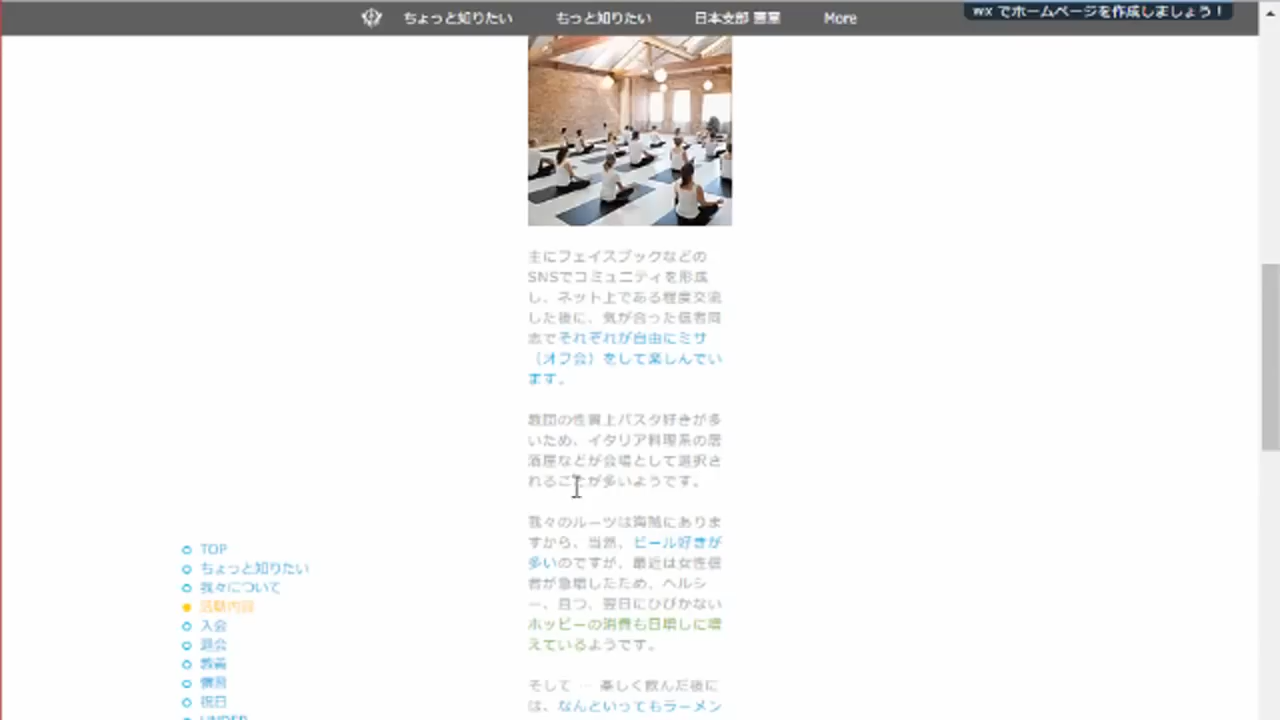 ちょっと知りたい
もっと知りたい
日本支部 憲章
More
wx でホームページを作成しましょう！
主にフェイスブックなどの
SNSでコミュニティを形成
し、ネット上である程度交流
した後に、気が合った信者同
志でそれぞれが自由にミサ
（オフ会）をして楽しんでい
ます。
教団の性質上パスタ好きが多
いため、イタリア料理系の居
酒屋などが会場として選択さ
れることが多いようです。
我々のルーツは海賊にありま
すから、当然、ビール好きが
多いのですが、最近は女性信
者が急増したため、ヘルシ
ー、且つ、翌日にひびかない
ホッピーの消費も日増しに増
えているようです。
そして … 楽しく飲んだ後に
は、なんといってもラーメン
TOP
ちょっと知りたい
我々について
活動内容
入会
退会
教義
慣習
祝日